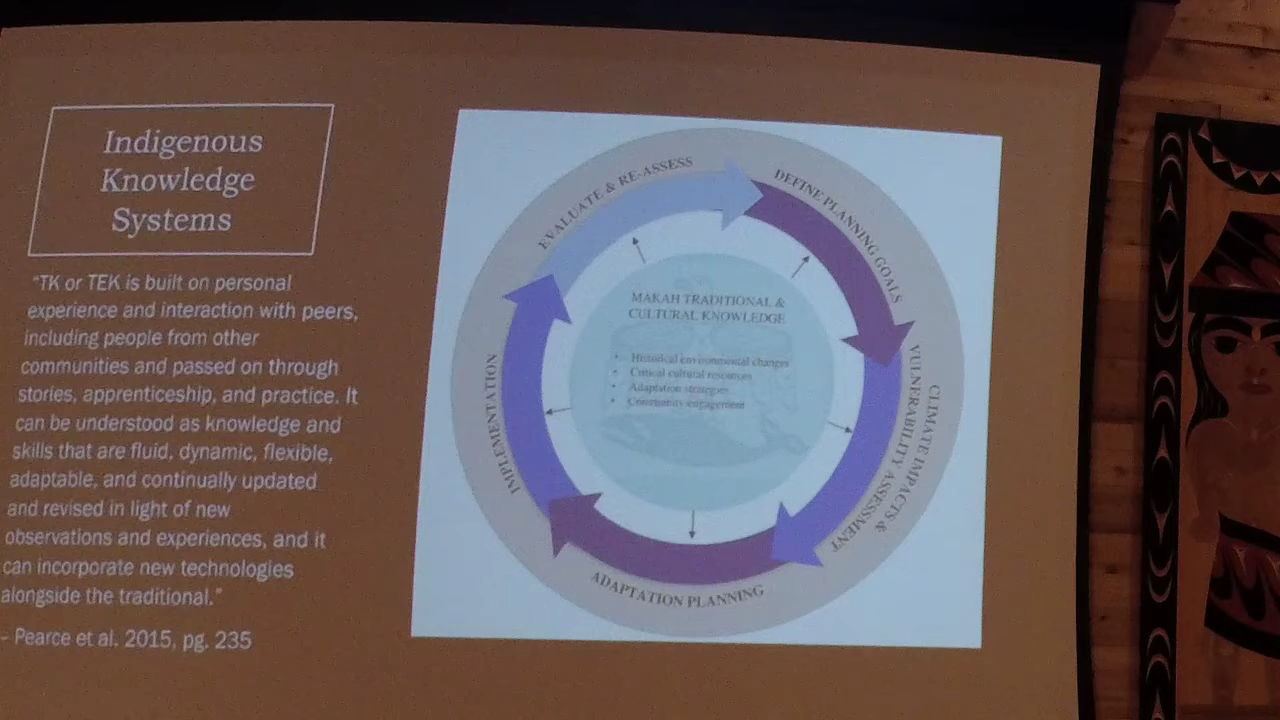 Indigenous
Knowledge
Systems
"TK or TEK is built on personal
experience and interaction with peers,
including people from other
communities and passed on through
stories, apprenticeship, and practice. It
can be understood as knowledge and
skills that are fluid, dynamic, flexible,
adaptable, and continually updated
and revised in light of new
observations and experiences, and it
can incorporate new technologies
alongside the traditional."
- Pearce et al. 2015, pg. 235
EVALUATE & RE-ASSESS
DEFINE PLANNING GOALS
CLIMATE IMPACTS &
VULNERABILITY ASSESSMENT
ADAPTATION PLANNING
IMPLEMENTATION
MAKAH TRADITIONAL &
CULTURAL KNOWLEDGE
• Historical environmental changes
• Critical cultural resources
• Adaptation strategies
• Community engagement